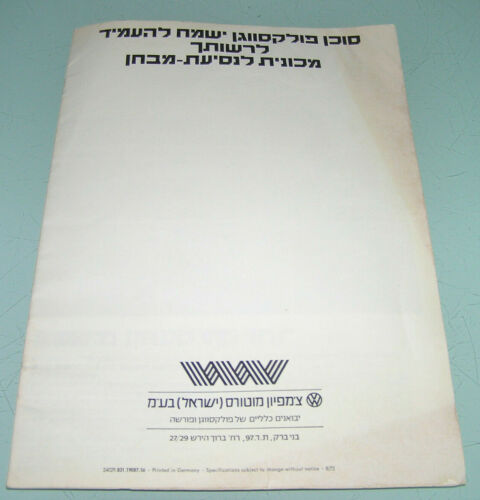 סוכן פולקסווגן ישמח להעמיד
לרשותך
מכונית לנסיעת-מבחן
צ'מפיון מוטורס (ישראל) בע"מ
יבואנים כלליים של פולקסווגן ופורשה
בני ברק, ת.ד.97, רח' ברוך הירש 27/29
Printed in Germany - Specifications subject to change without notice -